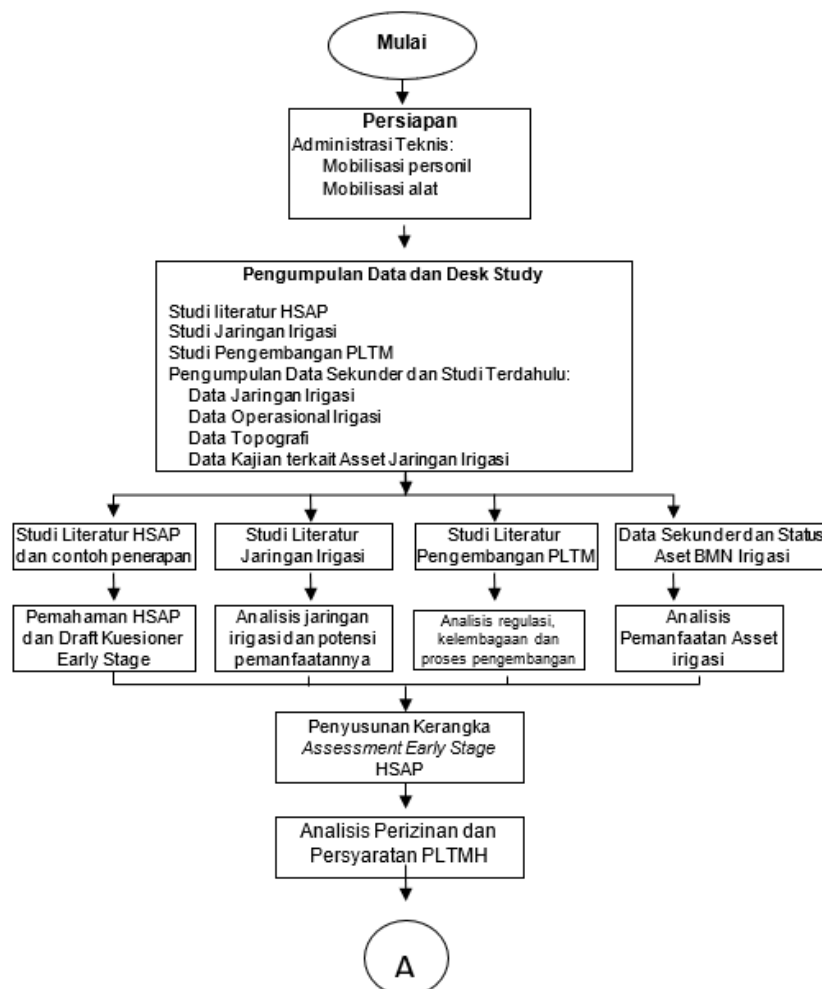 Mulai
Persiapan
Administrasi Teknis:
Mobilisasi personil
Mobilisasi alat
Pengumpulan Data dan Desk Study
Studi literatur HSAP
Studi Jaringan Irigasi
Studi Pengembangan PLTM
Pengumpulan Data Sekunder dan Studi Terdahulu:
Data Jaringan Irigasi
Data Operasional Irigasi
Data Topografi
Data Kajian terkait Asset Jaringan Irigasi
Studi Literatur HSAP
dan contoh penerapan
Studi Literatur
Jaringan Irigasi
Studi Literatur
Pengembangan PLTM
Data Sekunder dan Status
Aset BMN Irigasi
Pemahaman HSAP
dan Draft Kuesioner
Early Stage
Analisis jaringan
irigasi dan potensi
pemanfaatannya
Analisis regulasi,
kelembagaan dan
proses pengembangan
Analisis
Pemanfaatan Asset
irigasi
Penyusunan Kerangka
Assessment Early Stage
HSAP
Analisis Perizinan dan
Persyaratan PLTMH
A